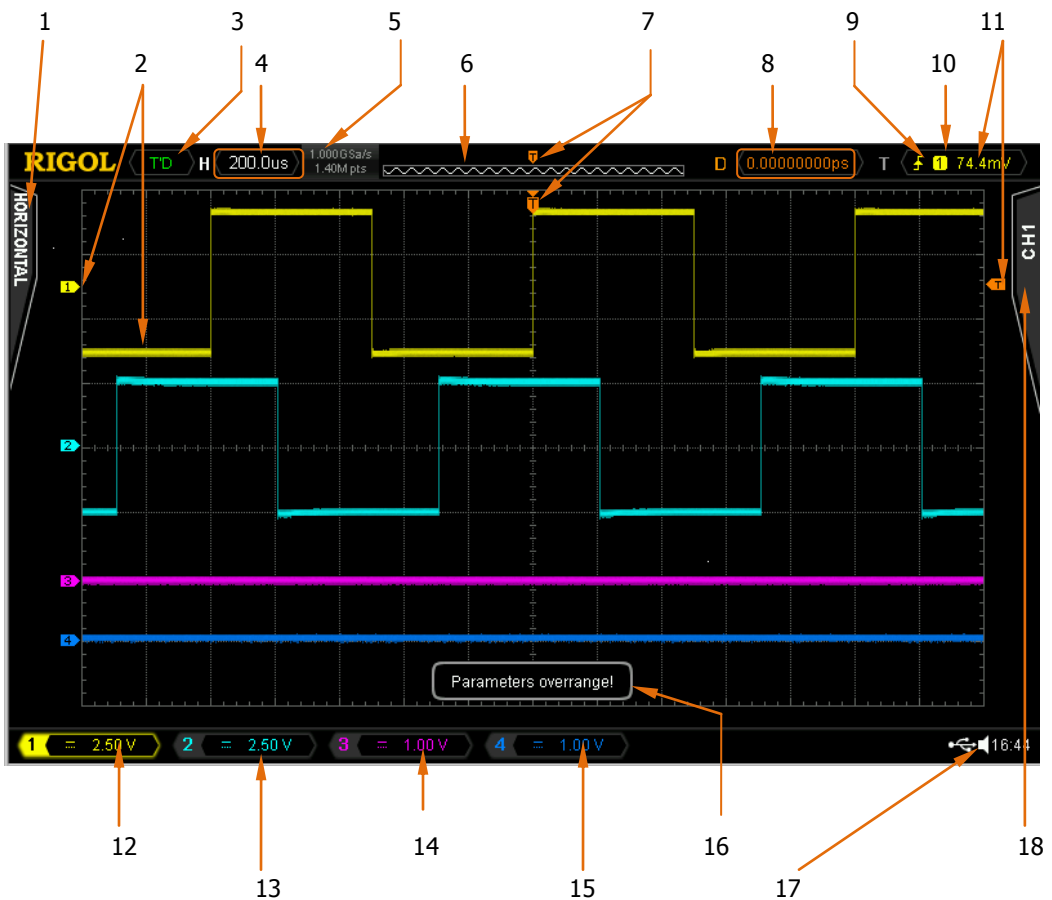 1 2 3 4 5 6 7 8 9 10 11
RIGOL T'D H 200.0us 1.000GSa/s D 0.00000000ps T 1 74.4mV
1.40M pts
T
T
HORIZONTAL
CH1
1
T
2
3
4
Parameters overrange!
1 2.50 V 2 2.50 V 3 1.00 V 4 1.00 V 16:44
12 14 16 18
13 15 17